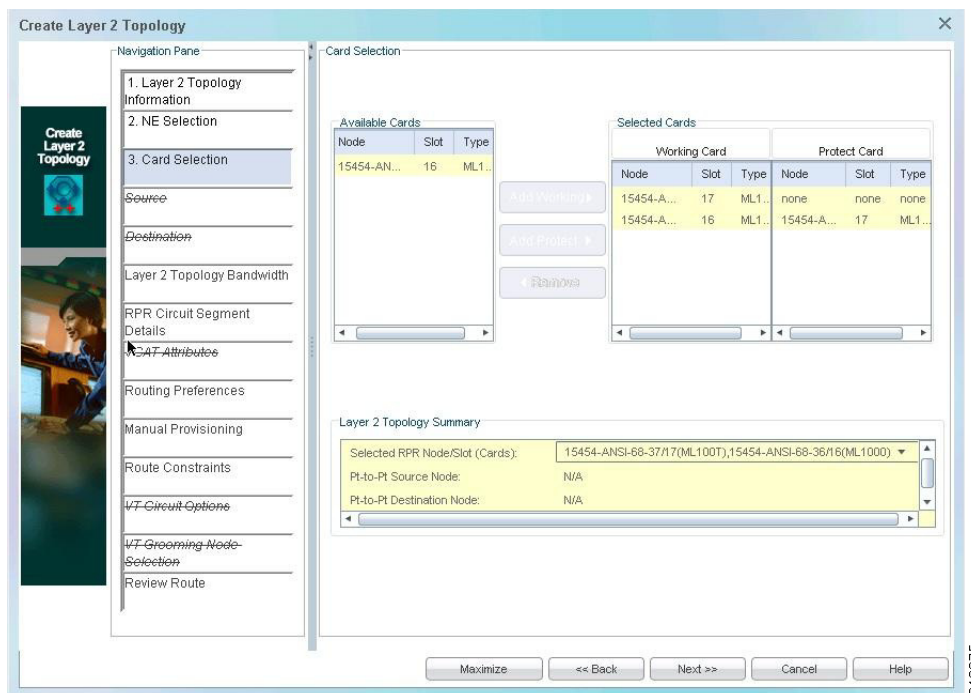 Create Layer 2 Topology
Create
Layer 2
Topology
Navigation Pane
1. Layer 2 Topology
Information
2. NE Selection
3. Card Selection
Source
Destination
Layer 2 Topology Bandwidth
RPR Circuit Segment
Details
VCAT Attributes
Routing Preferences
Manual Provisioning
Route Constraints
VT Circuit Options
VT Grooming Node
Selection
Review Route
Card Selection
Available Cards
Node Slot Type
15454-AN... 16 ML1...
Add Working
Add Protect
Remove
Selected Cards
Working Card Protect Card
Node Slot Type Node Slot Type
15454-A... 17 ML1... none none none
15454-A... 16 ML1... 15454-A... 17 ML1...
Layer 2 Topology Summary
Selected RPR Node/Slot (Cards): 15454-ANSI-68-37/17(ML100T),15454-ANSI-68-36/16(ML1000)
Pt-to-Pt Source Node: N/A
Pt-to-Pt Destination Node: N/A
Maximize << Back Next >> Cancel Help